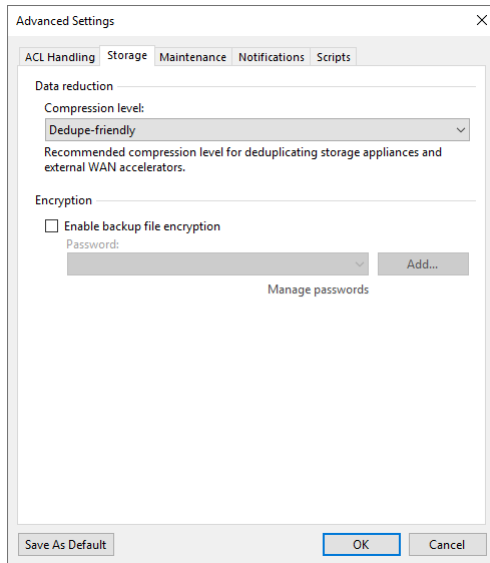 Advanced Settings
ACL Handling Storage Maintenance Notifications Scripts
Data reduction
Compression level:
Dedupe-friendly
Recommended compression level for deduplicating storage appliances and
external WAN accelerators.
Encryption
Enable backup file encryption
Password:
Add...
Manage passwords
Save As Default OK Cancel